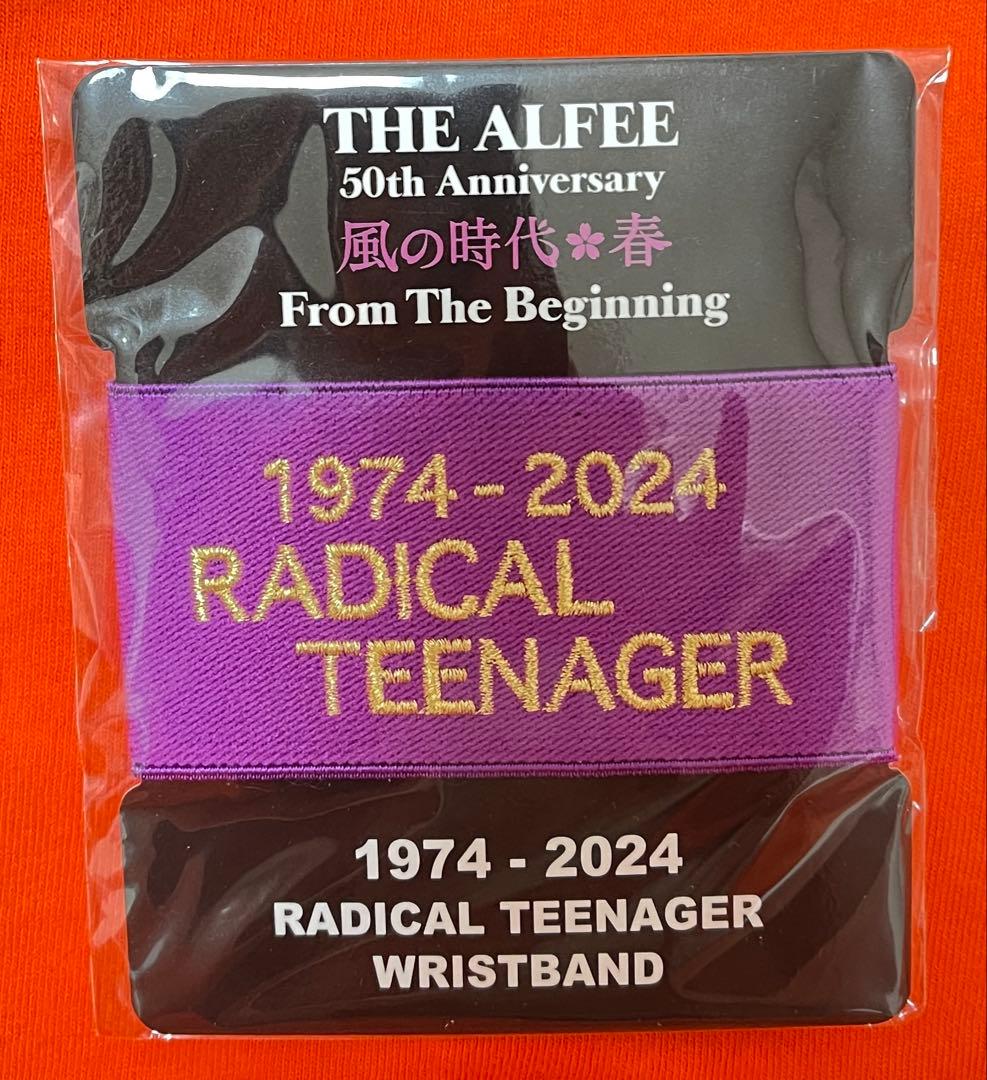 THE ALFEE
50th Anniversary
風の時代✽春
From The Beginning
1974 - 2024
RADICAL
TEENAGER
1974 - 2024
RADICAL TEENAGER
WRISTBAND